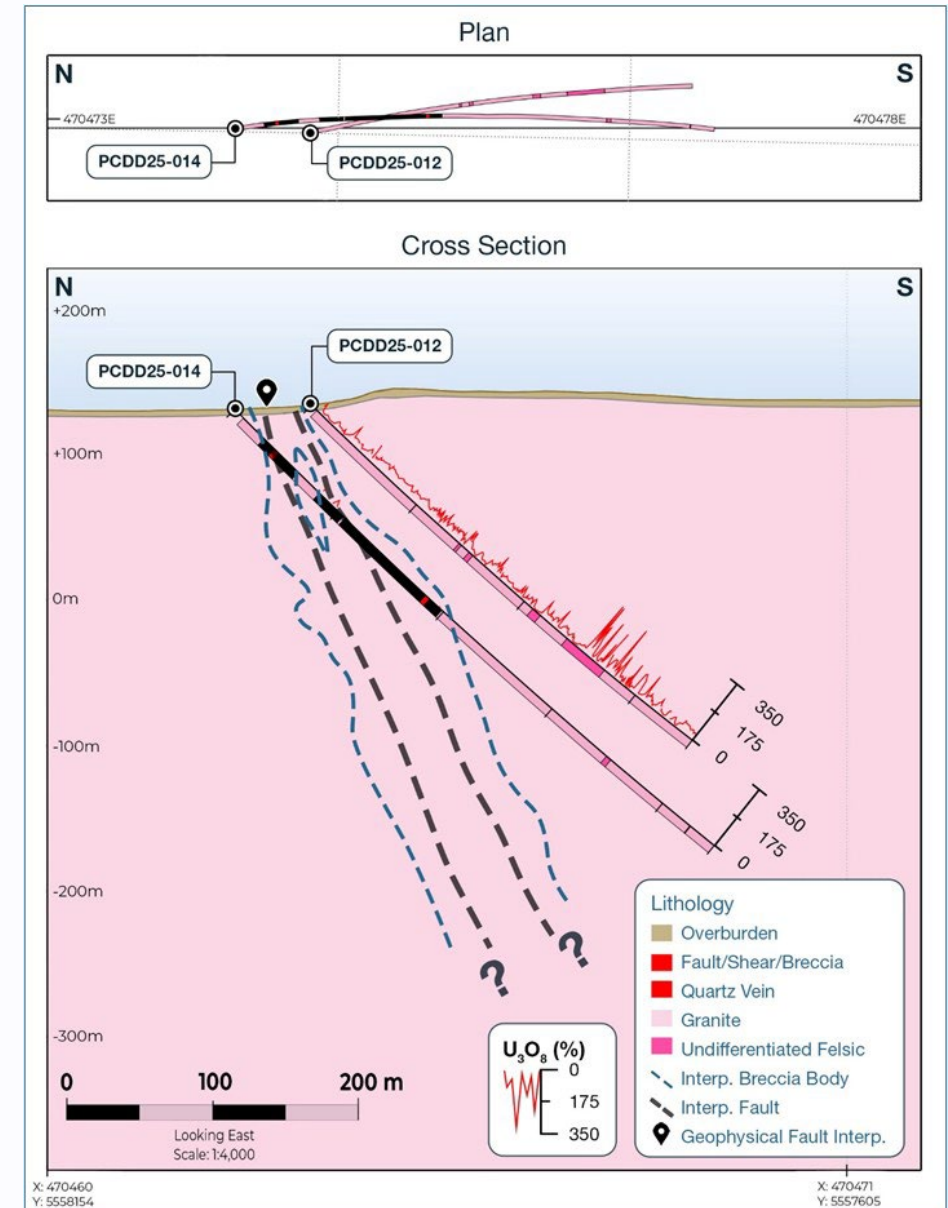 Plan
N
S
470473E
470478E
PCDD25-014
PCDD25-012
Cross Section
N
S
+200m
PCDD25-012
PCDD25-014
+100m
0m
-100m
-200m
-300m
350
175
0
350
175
0
?
?
Lithology
Overburden
Fault/Shear/Breccia
Quartz Vein
Granite
Undifferentiated Felsic
Interp. Breccia Body
Interp. Fault
Geophysical Fault Interp.
U₃O₈ (%)
0
175
350
0 100 200 m
Looking East
Scale: 1:4,000
X: 470460
Y: 5558154
X: 470471
Y: 5557605